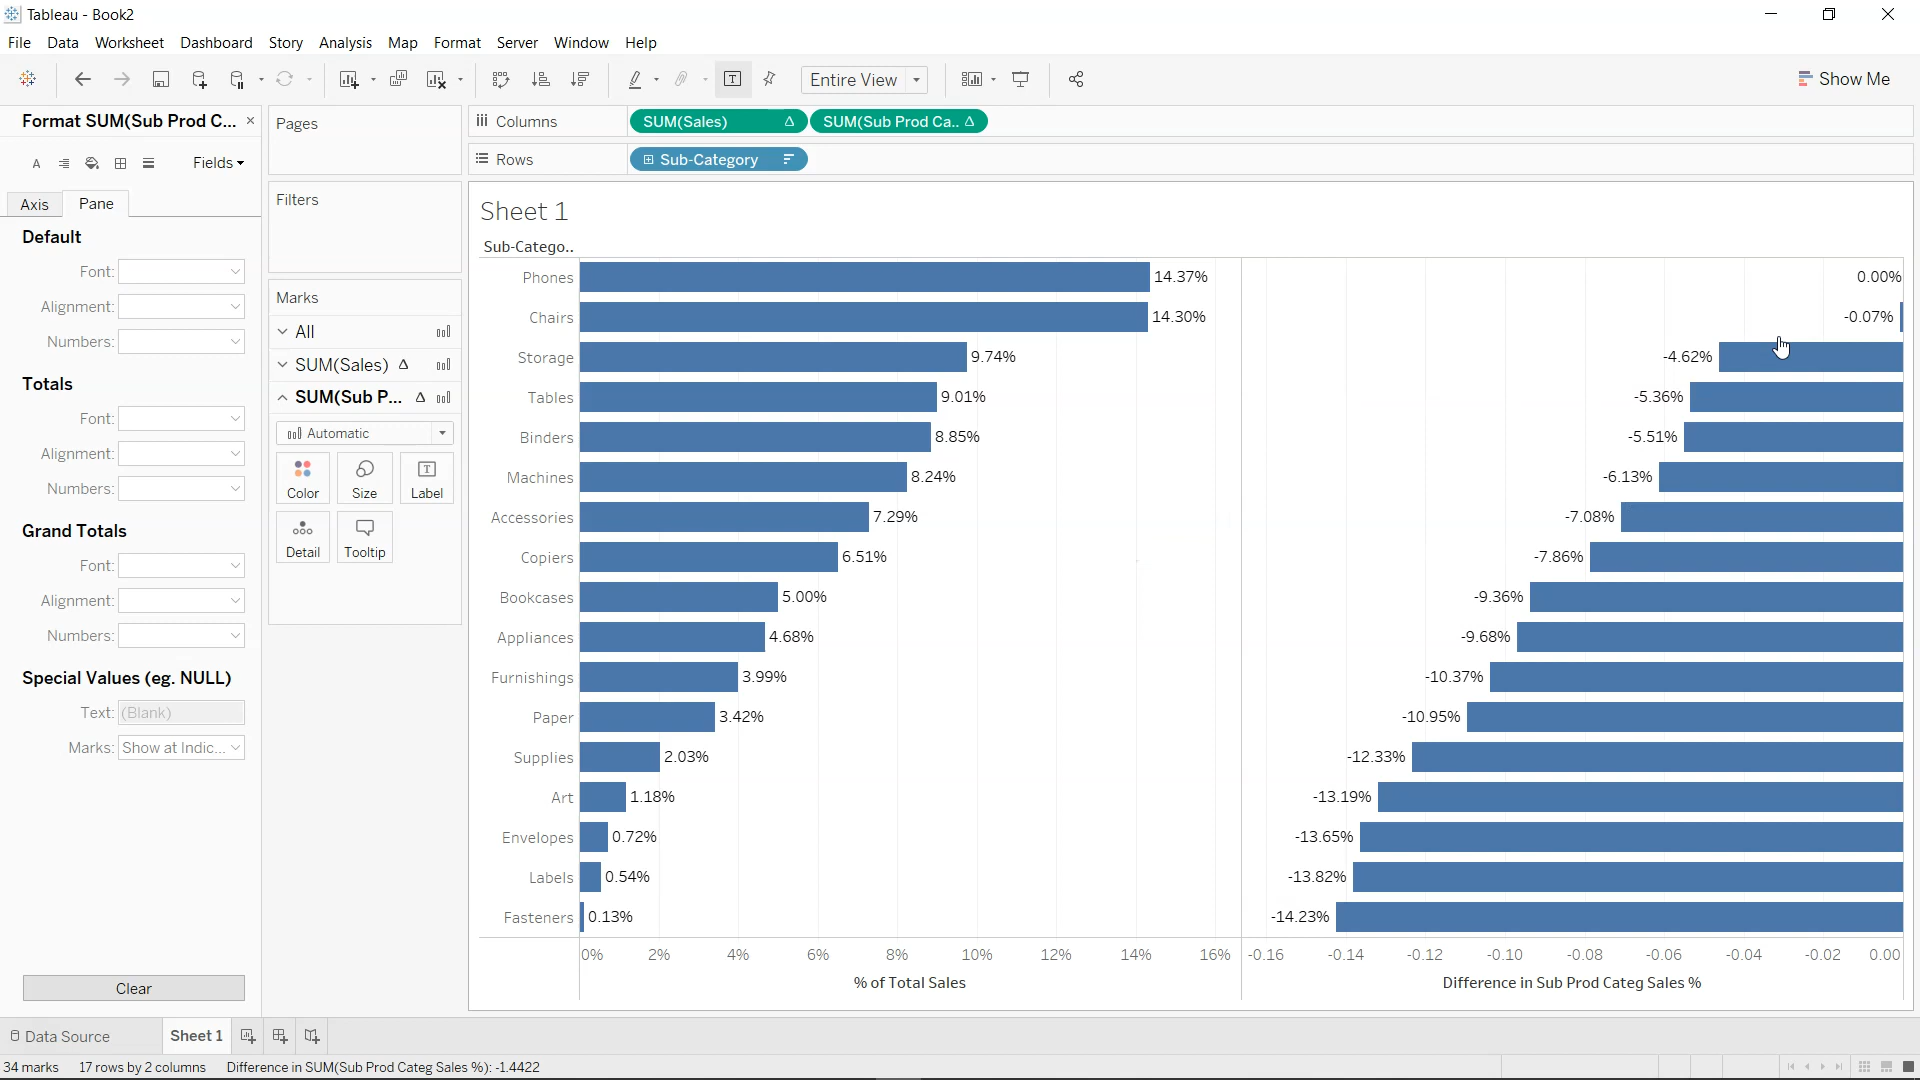 Tableau - Book2
File Data Worksheet Dashboard Story Analysis Map Format Server Window Help
Entire View
Show Me
Format SUM(Sub Prod C...
Fields
Axis Pane
Default
Font:
Alignment:
Numbers:
Totals
Font:
Alignment:
Numbers:
Grand Totals
Font:
Alignment:
Numbers:
Special Values (eg. NULL)
Text: (Blank)
Marks: Show at Indic...
Clear
Pages
Filters
Marks
All
SUM(Sales)
SUM(Sub P...
Automatic
Color Size Label
Detail Tooltip
Columns SUM(Sales) SUM(Sub Prod Ca..
Rows Sub-Category
Sheet 1
Sub-Catego..
Phones 14.37% 0.00%
Chairs 14.30% -0.07%
Storage 9.74% -4.62%
Tables 9.01% -5.36%
Binders 8.85% -5.51%
Machines 8.24% -6.13%
Accessories 7.29% -7.08%
Copiers 6.51% -7.86%
Bookcases 5.00% -9.36%
Appliances 4.68% -9.68%
Furnishings 3.99% -10.37%
Paper 3.42% -10.95%
Supplies 2.03% -12.33%
Art 1.18% -13.19%
Envelopes 0.72% -13.65%
Labels 0.54% -13.82%
Fasteners 0.13% -14.23%
0% 2% 4% 6% 8% 10% 12% 14% 16% -0.16 -0.14 -0.12 -0.10 -0.08 -0.06 -0.04 -0.02 0.00
% of Total Sales Difference in Sub Prod Categ Sales %
Data Source Sheet 1
34 marks 17 rows by 2 columns Difference in SUM(Sub Prod Categ Sales %): -1.4422